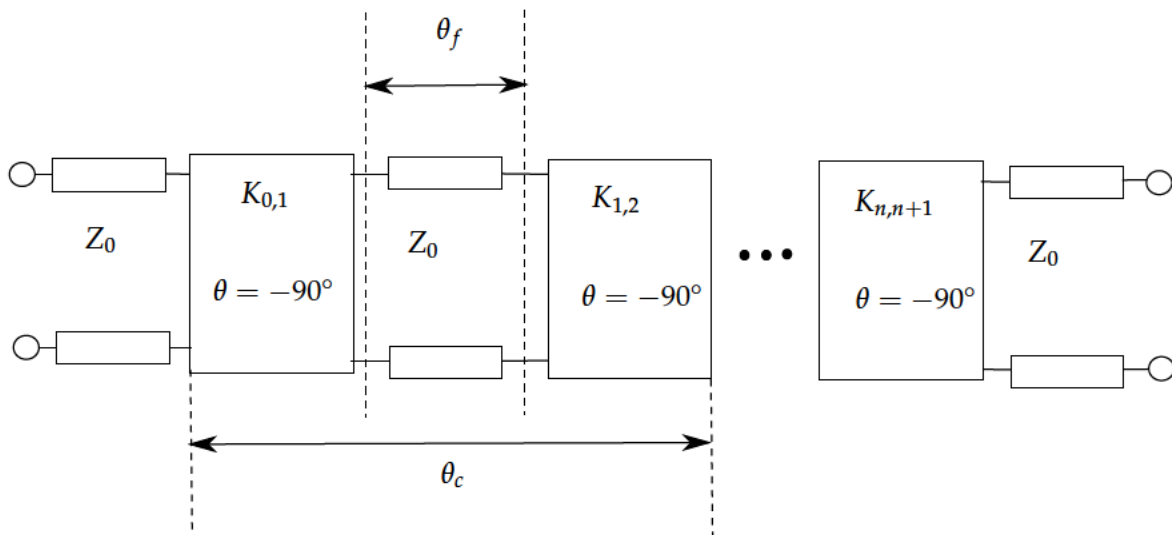 θ_f
K_{0,1}
K_{1,2}
K_{n,n+1}
Z_0
Z_0
Z_0
θ = −90°
θ = −90°
θ = −90°
θ_c